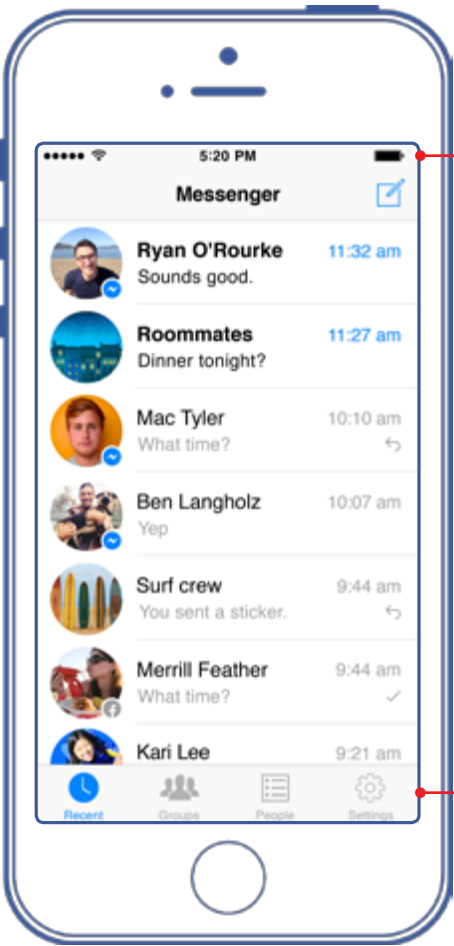 5:20 PM
Messenger
Ryan O'Rourke 11:32 am
Sounds good.
Roommates 11:27 am
Dinner tonight?
Mac Tyler 10:10 am
What time?
Ben Langholz 10:07 am
Yep
Surf crew 9:44 am
You sent a sticker.
Merrill Feather 9:44 am
What time?
Kari Lee 9:21 am
Recent Groups People Settings